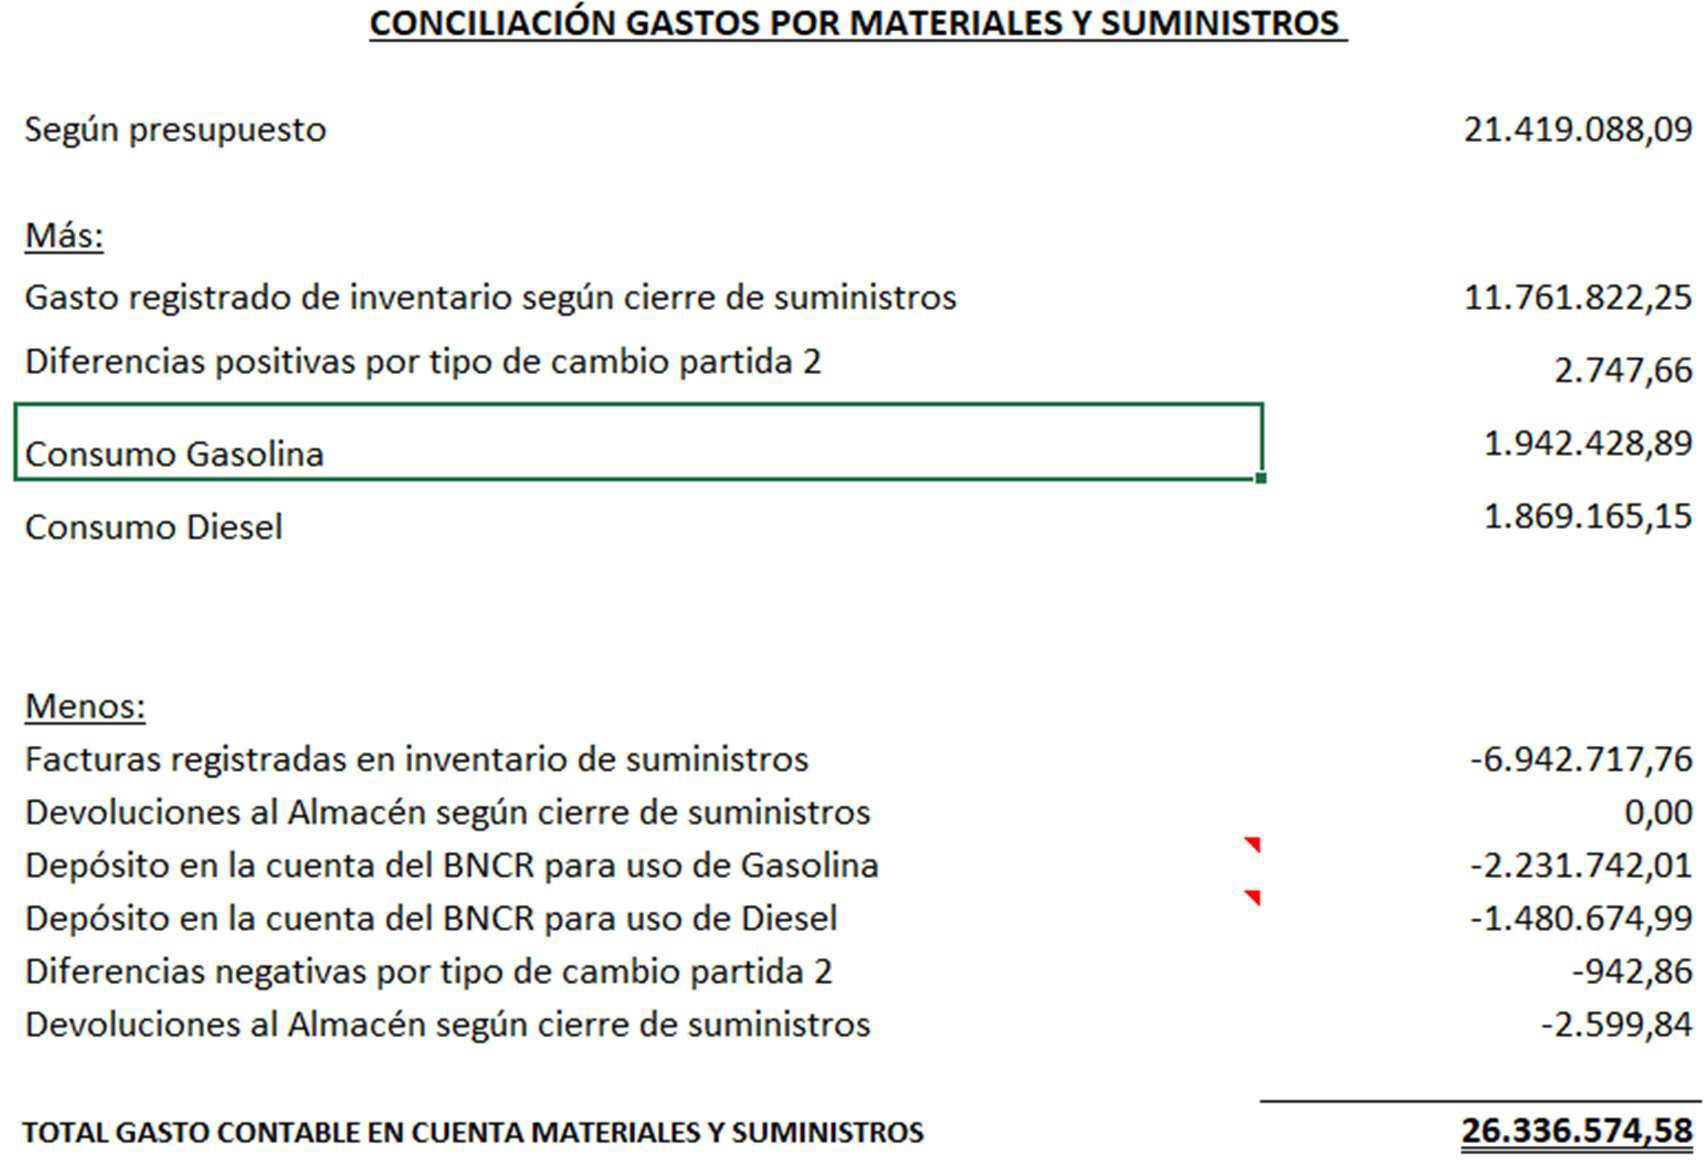 CONCILIACIÓN GASTOS POR MATERIALES Y SUMINISTROS
Según presupuesto 21.419.088,09
Más:
Gasto registrado de inventario según cierre de suministros 11.761.822,25
Diferencias positivas por tipo de cambio partida 2 2.747,66
Consumo Gasolina 1.942.428,89
Consumo Diesel 1.869.165,15
Menos:
Facturas registradas en inventario de suministros -6.942.717,76
Devoluciones al Almacén según cierre de suministros 0,00
Depósito en la cuenta del BNCR para uso de Gasolina -2.231.742,01
Depósito en la cuenta del BNCR para uso de Diesel -1.480.674,99
Diferencias negativas por tipo de cambio partida 2 -942,86
Devoluciones al Almacén según cierre de suministros -2.599,84
TOTAL GASTO CONTABLE EN CUENTA MATERIALES Y SUMINISTROS 26.336.574,58